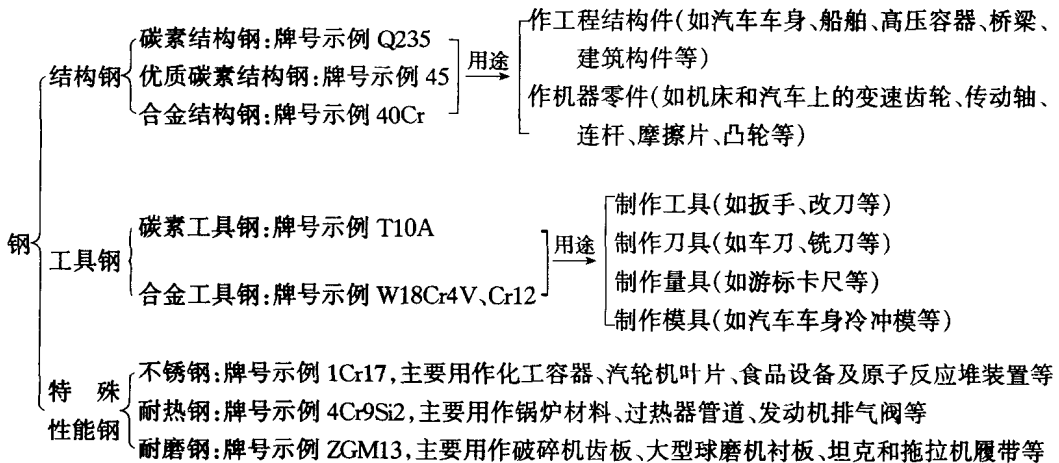 钢
结构钢
碳素结构钢:牌号示例 Q235
优质碳素结构钢:牌号示例 45
合金结构钢:牌号示例 40Cr
用途
作工程结构件(如汽车车身、船舶、高压容器、桥梁、
建筑构件等)
作机器零件(如机床和汽车上的变速齿轮、传动轴、
连杆、摩擦片、凸轮等)
工具钢
碳素工具钢:牌号示例 T10A
合金工具钢:牌号示例 W18Cr4V、Cr12
用途
制作工具(如扳手、改刀等)
制作刀具(如车刀、铣刀等)
制作量具(如游标卡尺等)
制作模具(如汽车车身冷冲模等)
特 殊
性能钢
不锈钢:牌号示例 1Cr17,主要用作化工容器、汽轮机叶片、食品设备及原子反应堆装置等
耐热钢:牌号示例 4Cr9Si2,主要用作锅炉材料、过热器管道、发动机排气阀等
耐磨钢:牌号示例 ZGM13,主要用作破碎机齿板、大型球磨机衬板、坦克和拖拉机履带等